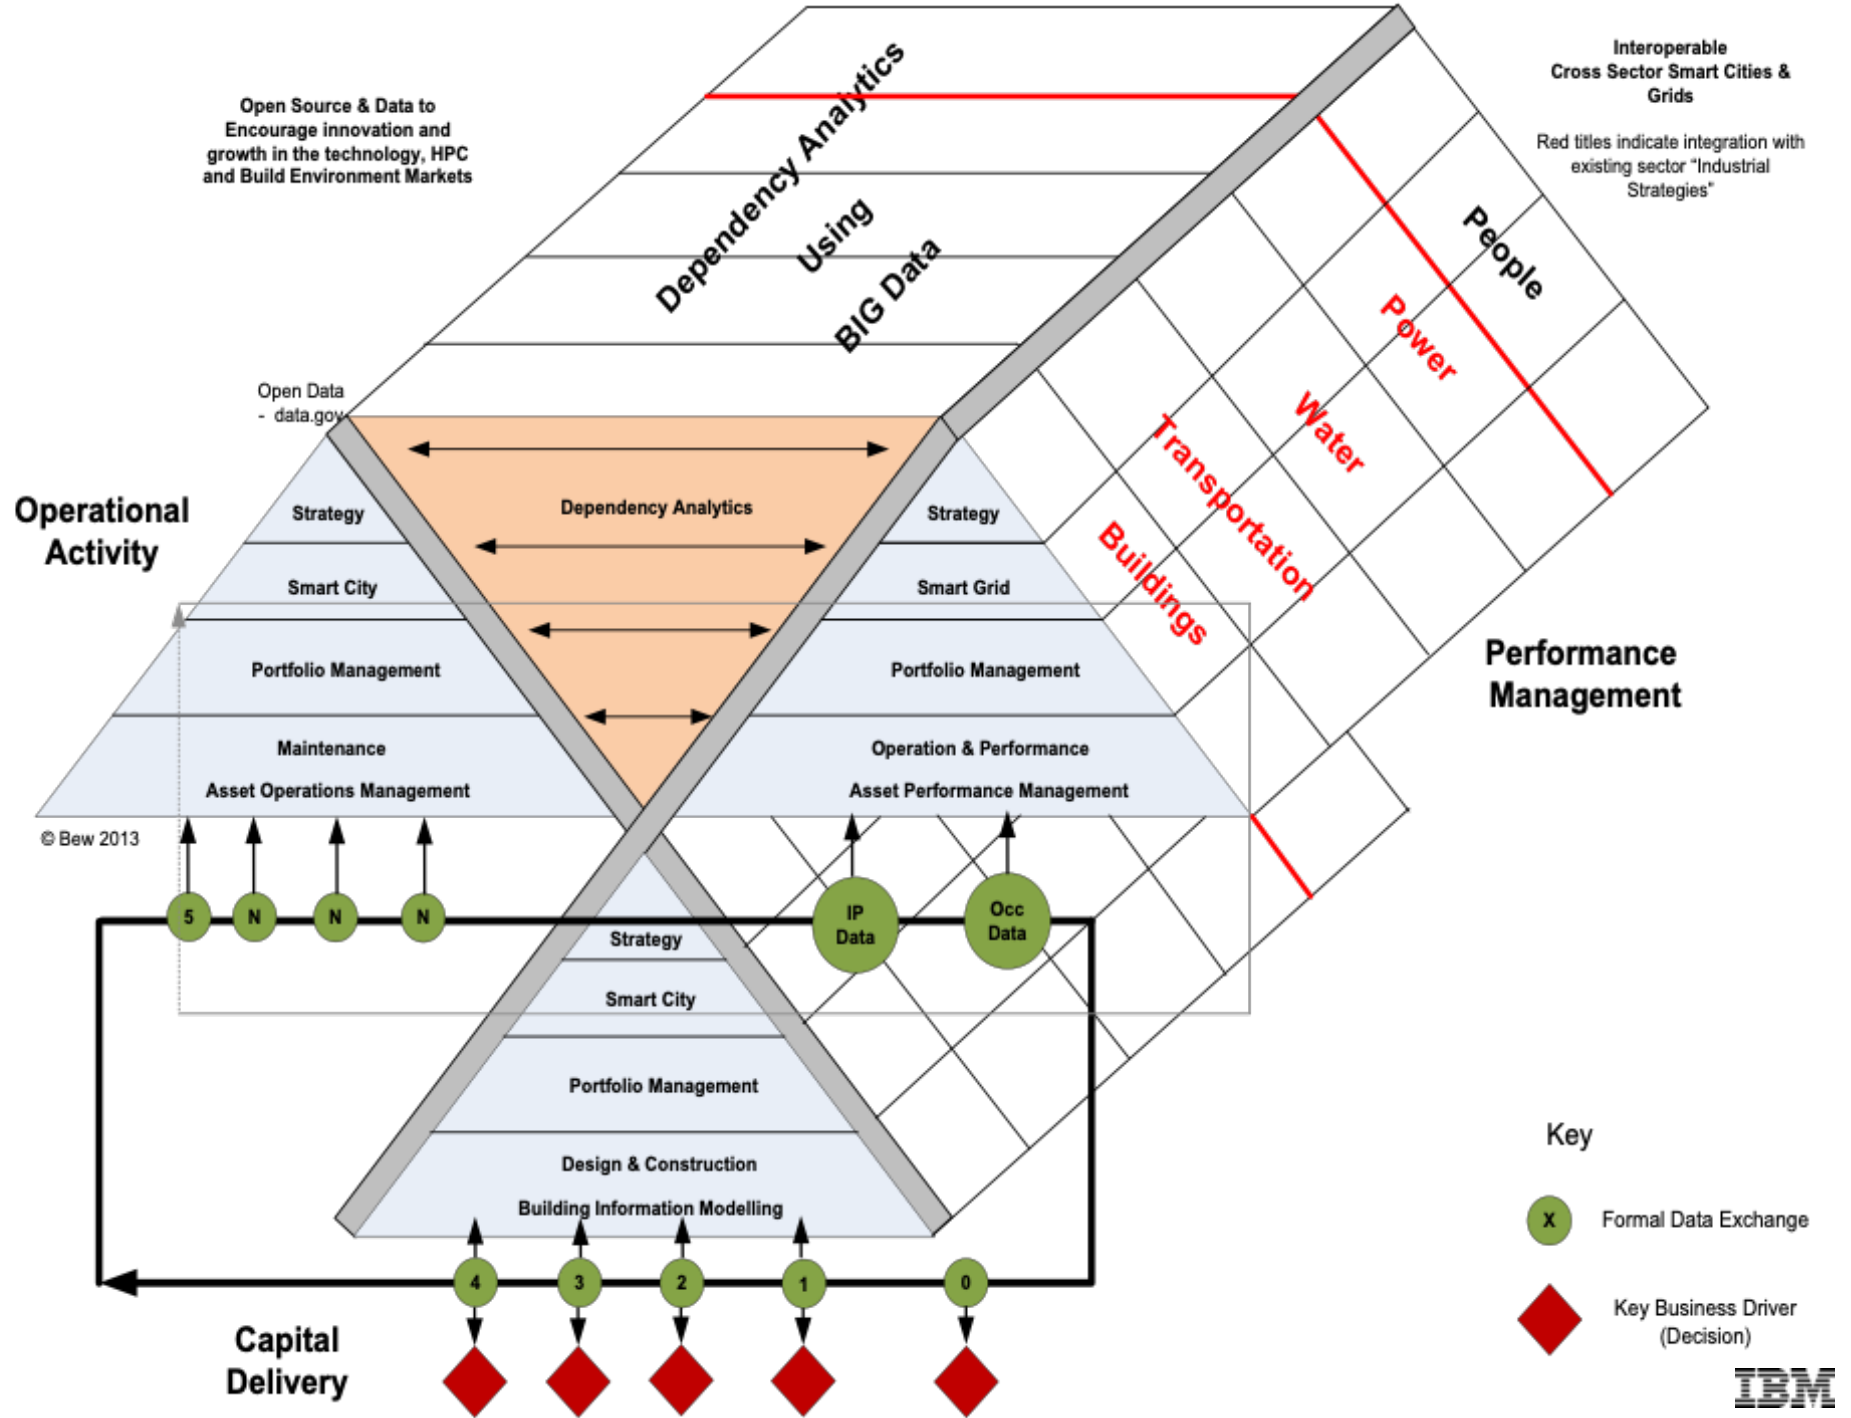 Open Source & Data to
Encourage innovation and
growth in the technology, HPC
and Build Environment Markets
Interoperable
Cross Sector Smart Cities &
Grids
Red titles indicate integration with
existing sector “Industrial
Strategies”
Dependency Analytics
Using
BIG Data
People
Power
Water
Transportation
Buildings
Open Data
- data.gov
Operational
Activity
Strategy
Smart City
Portfolio Management
Maintenance
Asset Operations Management
Dependency Analytics
Strategy
Smart Grid
Portfolio Management
Operation & Performance
Asset Performance Management
Performance
Management
© Bew 2013
5
N
N
N
IP
Data
Occ
Data
Strategy
Smart City
Portfolio Management
Design & Construction
Building Information Modelling
4
3
2
1
0
Capital
Delivery
Key
X
Formal Data Exchange
Key Business Driver
(Decision)
IBM